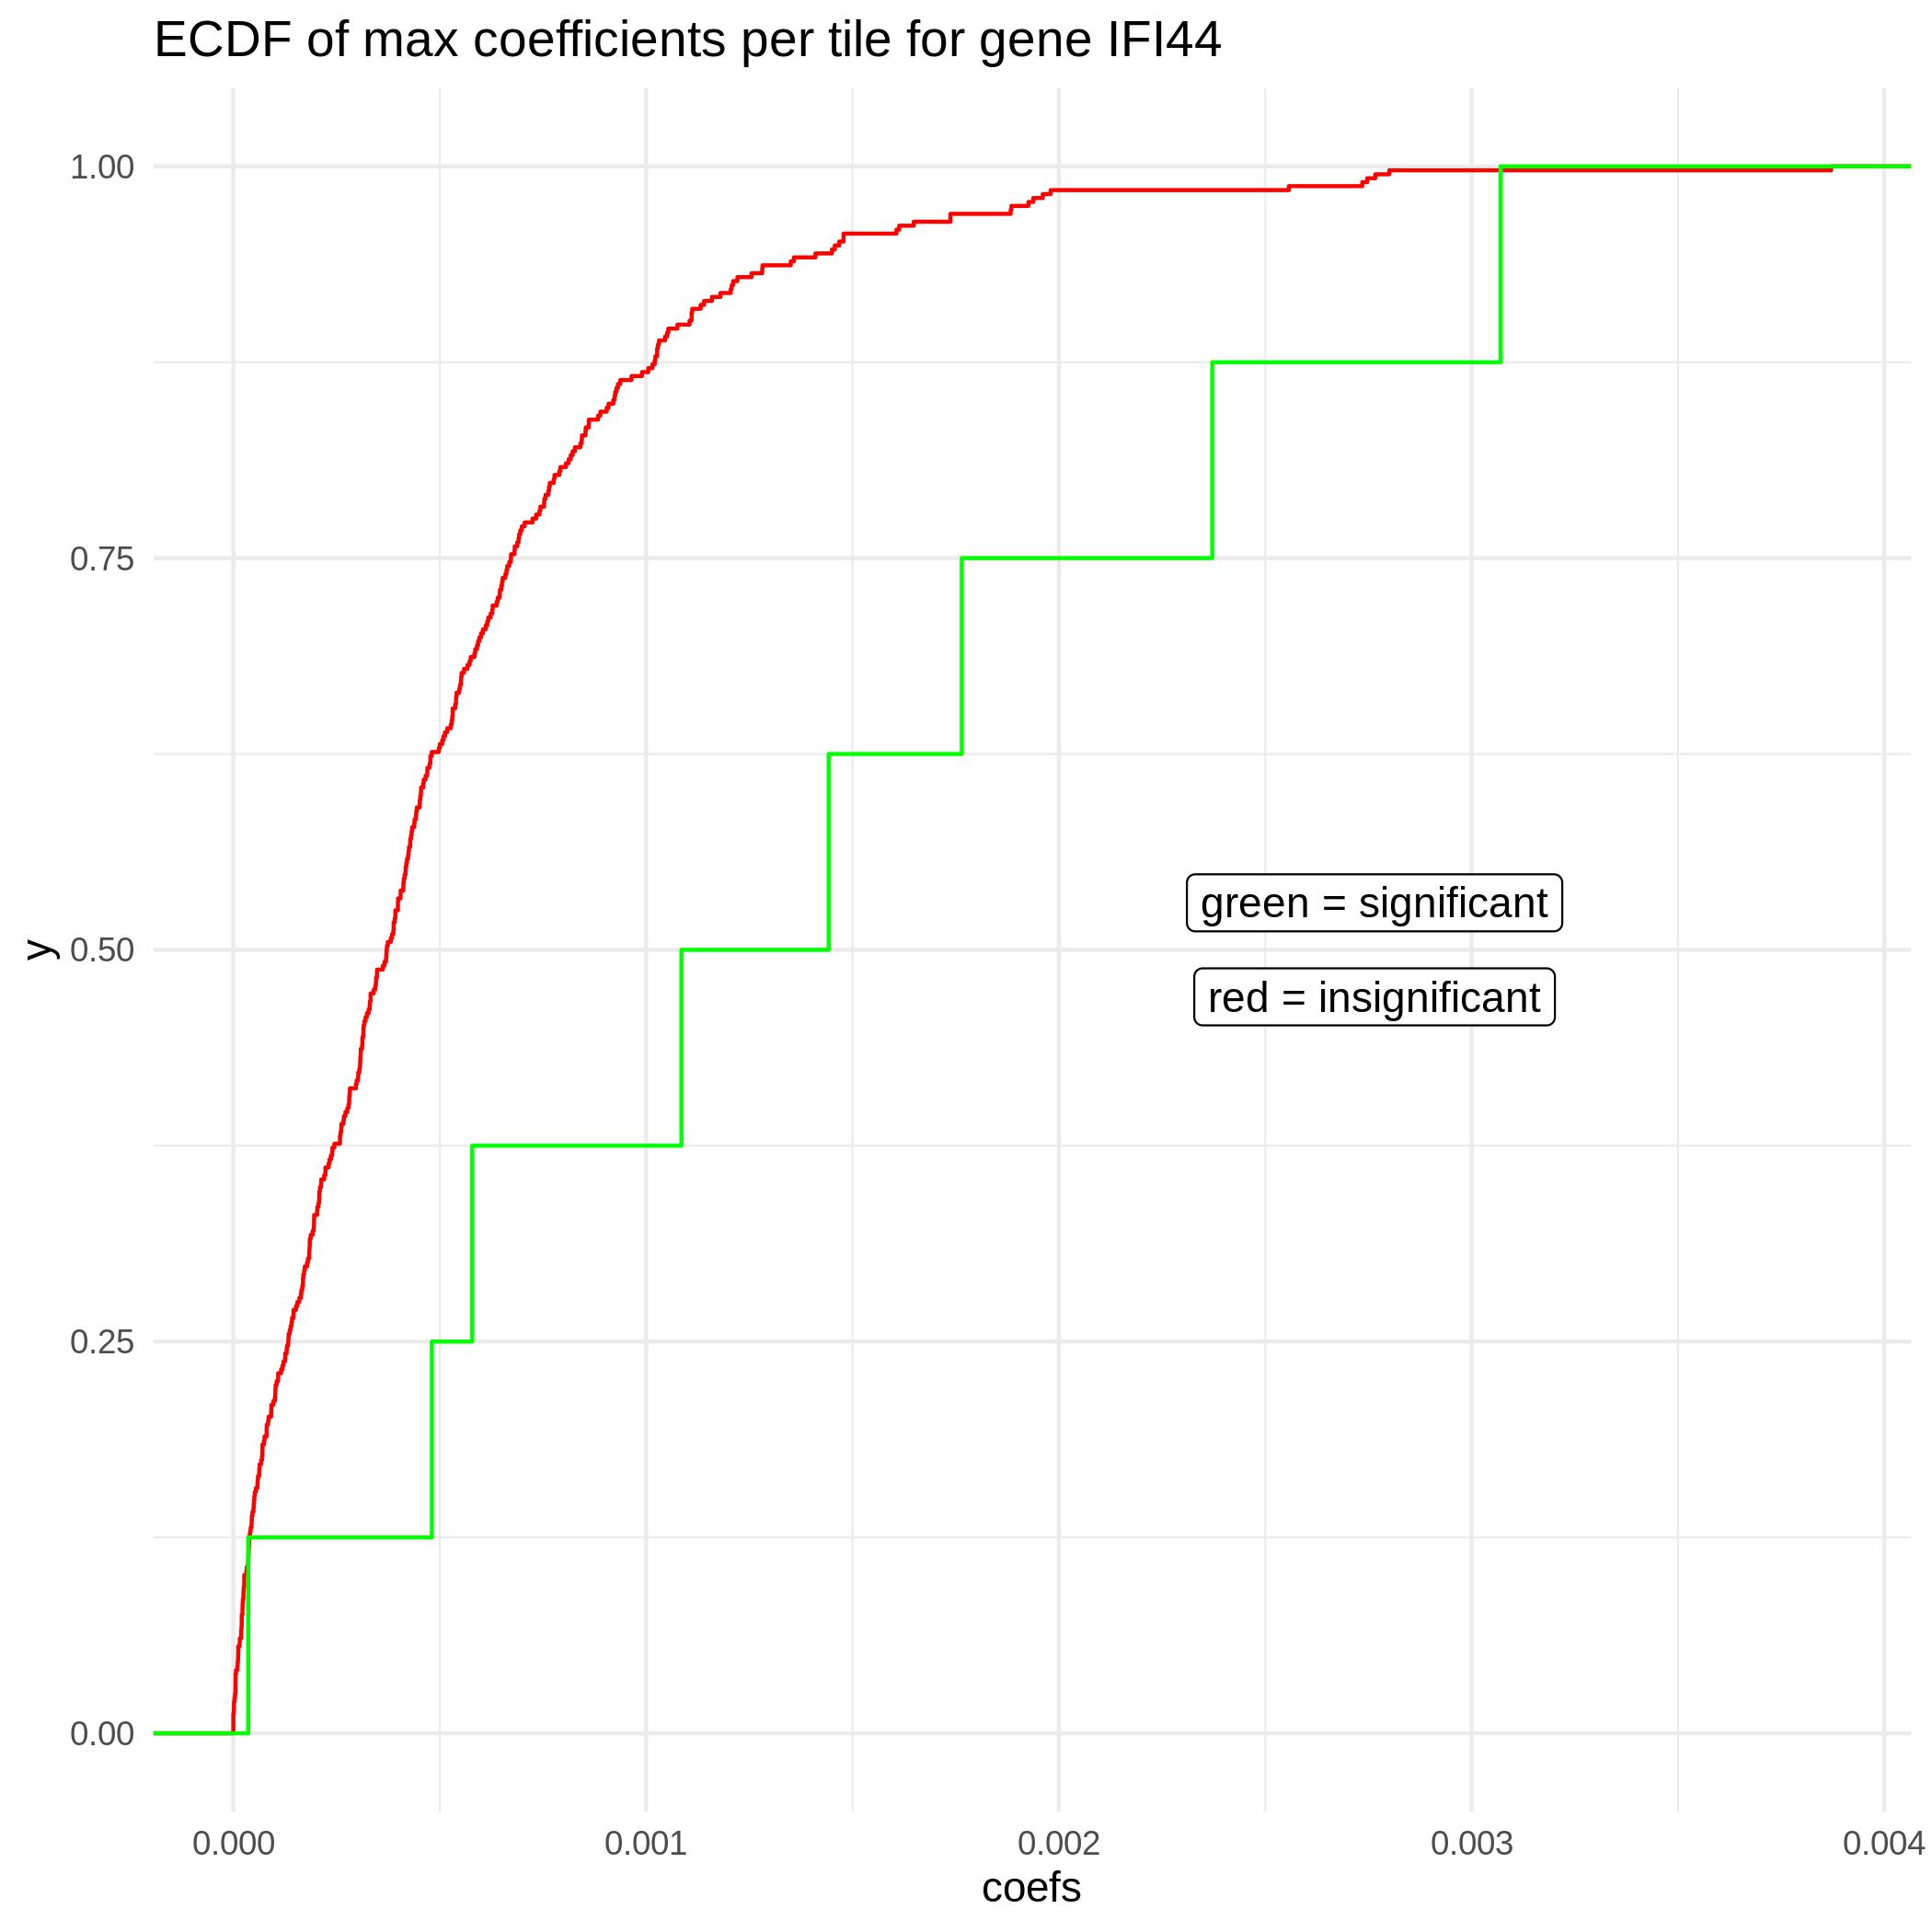 ECDF of max coefficients per tile for gene IFI44
1.00
0.75
0.50
0.25
0.00
y
green = significant
red = insignificant
0.000
0.001
0.002
0.003
0.004
coefs